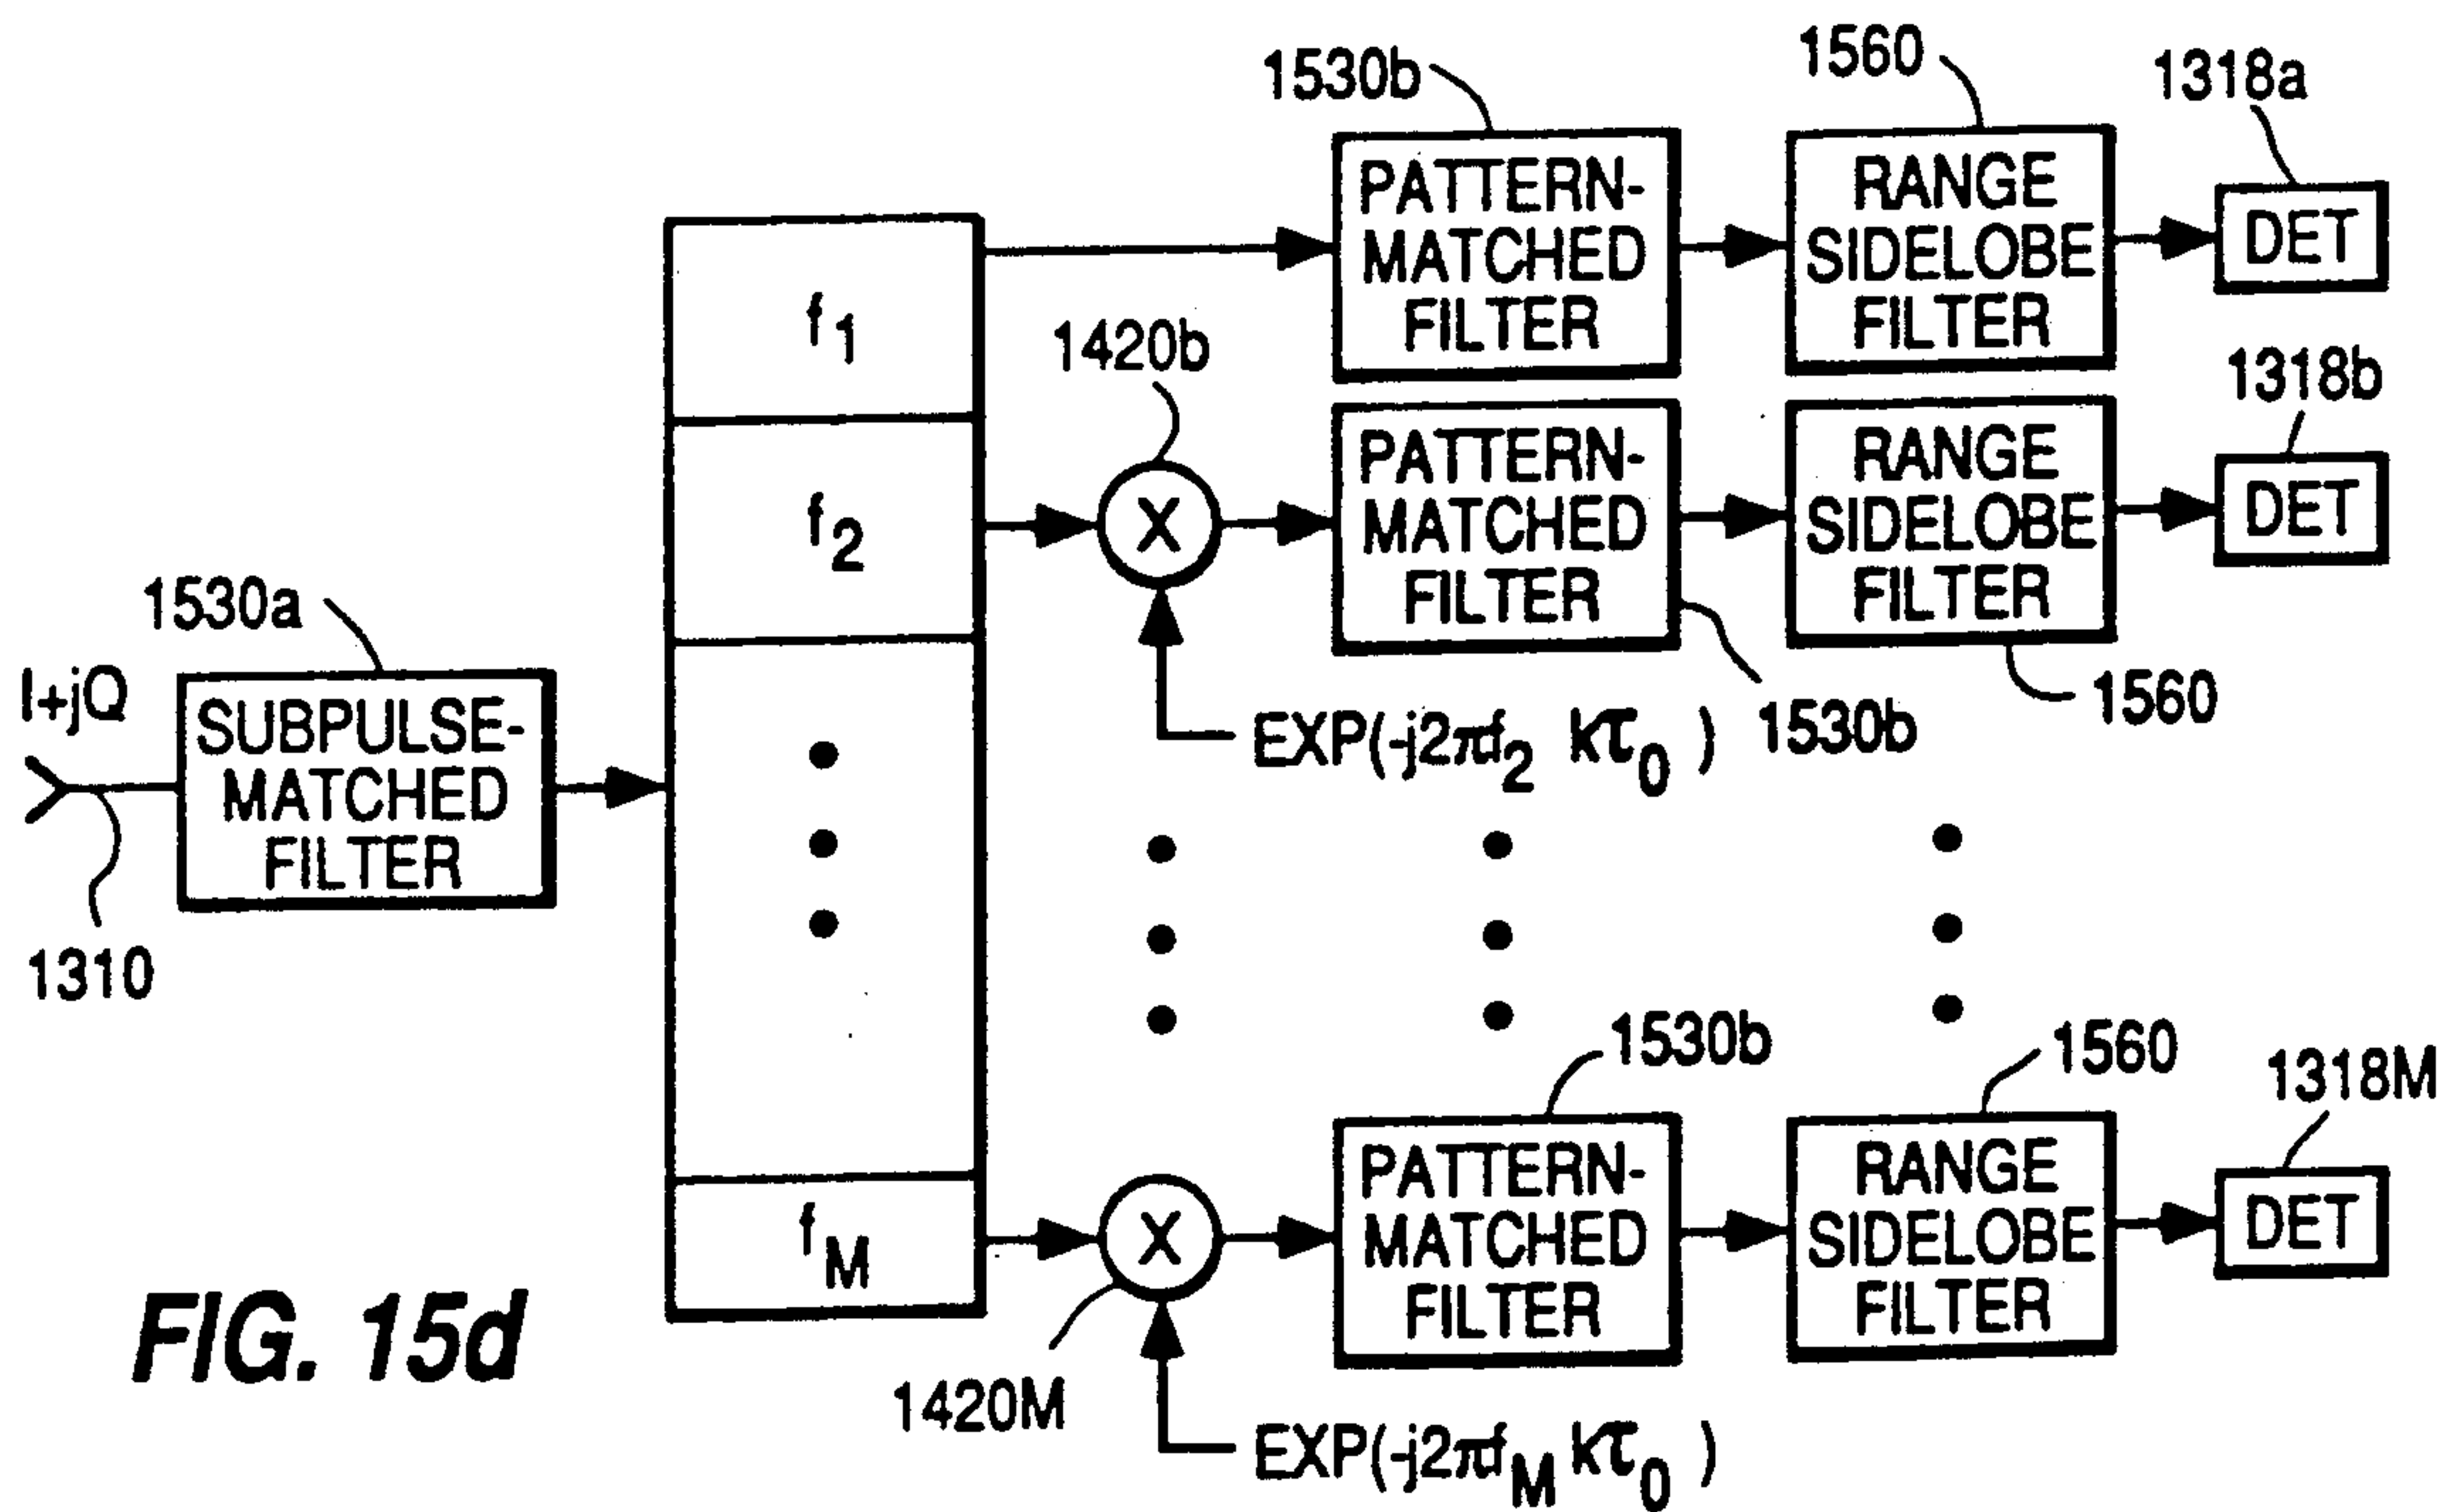 1530b
1560
1318a
PATTERN-
MATCHED
FILTER
RANGE
SIDELOBE
FILTER
DET
f1
1420b
1318b
f2
X
PATTERN-
MATCHED
FILTER
RANGE
SIDELOBE
FILTER
DET
1530a
I+jQ
SUBPULSE-
MATCHED
FILTER
1310
EXP(-j2πf2 Kτ0 )
1530b
1560
1530b
1560
1318M
fM
X
PATTERN-
MATCHED
FILTER
RANGE
SIDELOBE
FILTER
DET
1420M
EXP(-j2πfM Kτ0 )
FIG. 15d